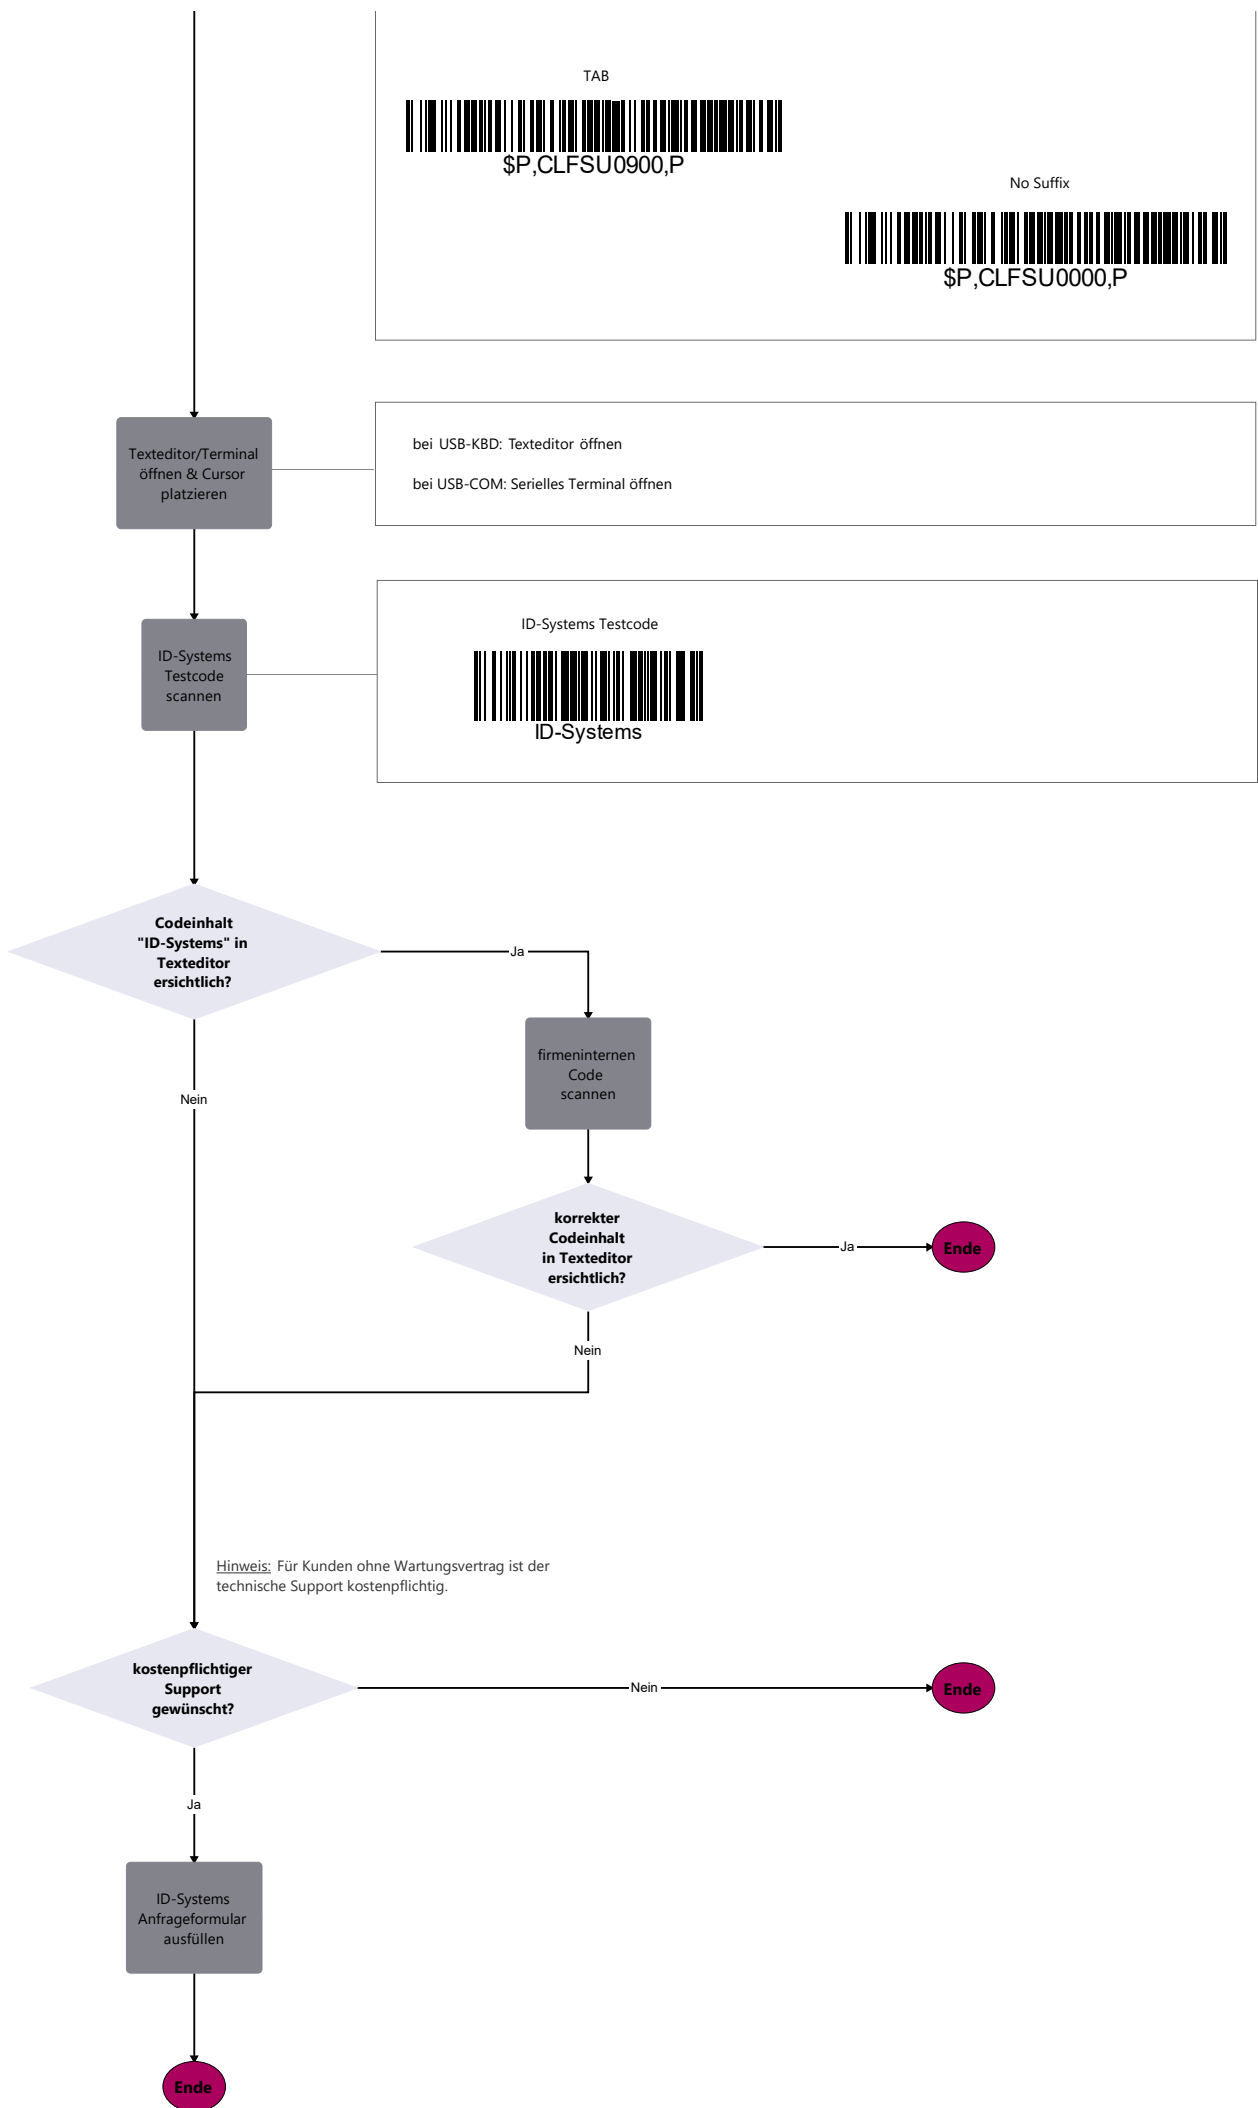 TAB
$P,CLFSU0900,P
No Suffix
$P,CLFSU0000,P
Texteditor/Terminal
öffnen & Cursor
platzieren
bei USB-KBD: Texteditor öffnen
bei USB-COM: Serielles Terminal öffnen
ID-Systems
Testcode
scannen
ID-Systems Testcode
ID-Systems
Codeinhalt
"ID-Systems" in
Texteditor
ersichtlich?
Ja
firmeninternen
Code
scannen
Nein
korrekter
Codeinhalt
in Texteditor
ersichtlich?
Ja
Ende
Nein
Hinweis: Für Kunden ohne Wartungsvertrag ist der
technische Support kostenpflichtig.
kostenpflichtiger
Support
gewünscht?
Nein
Ende
Ja
ID-Systems
Anfrageformular
ausfüllen
Ende